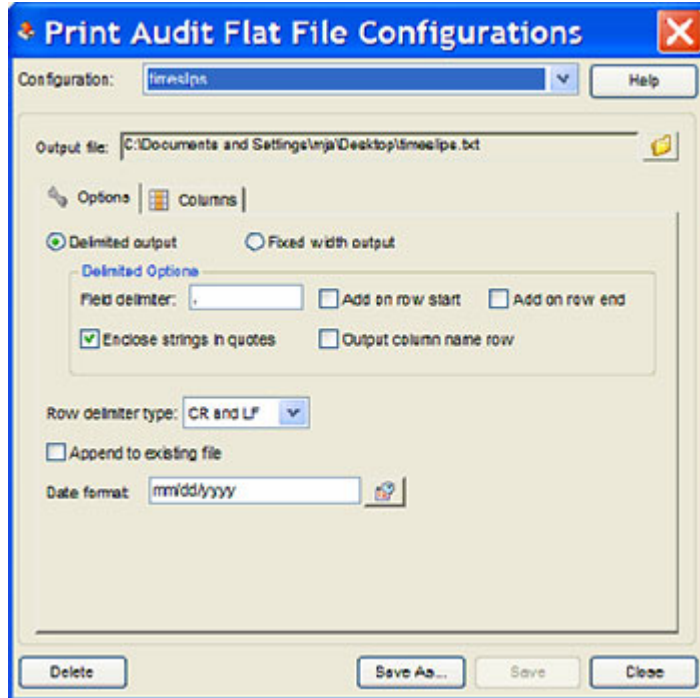 Print Audit Flat File Configurations
Configuration: timeslps Help
Output file: C:\Documents and Settings\mja\Desktop\timeslips.txt
Options Columns
Delimited output Fixed width output
Delimited Options
Field delimiter: , Add on row start Add on row end
Enclose strings in quotes Output column name row
Row delimiter type: CR and LF
Append to existing file
Date format: mm/dd/yyyy
Delete Save As... Save Close